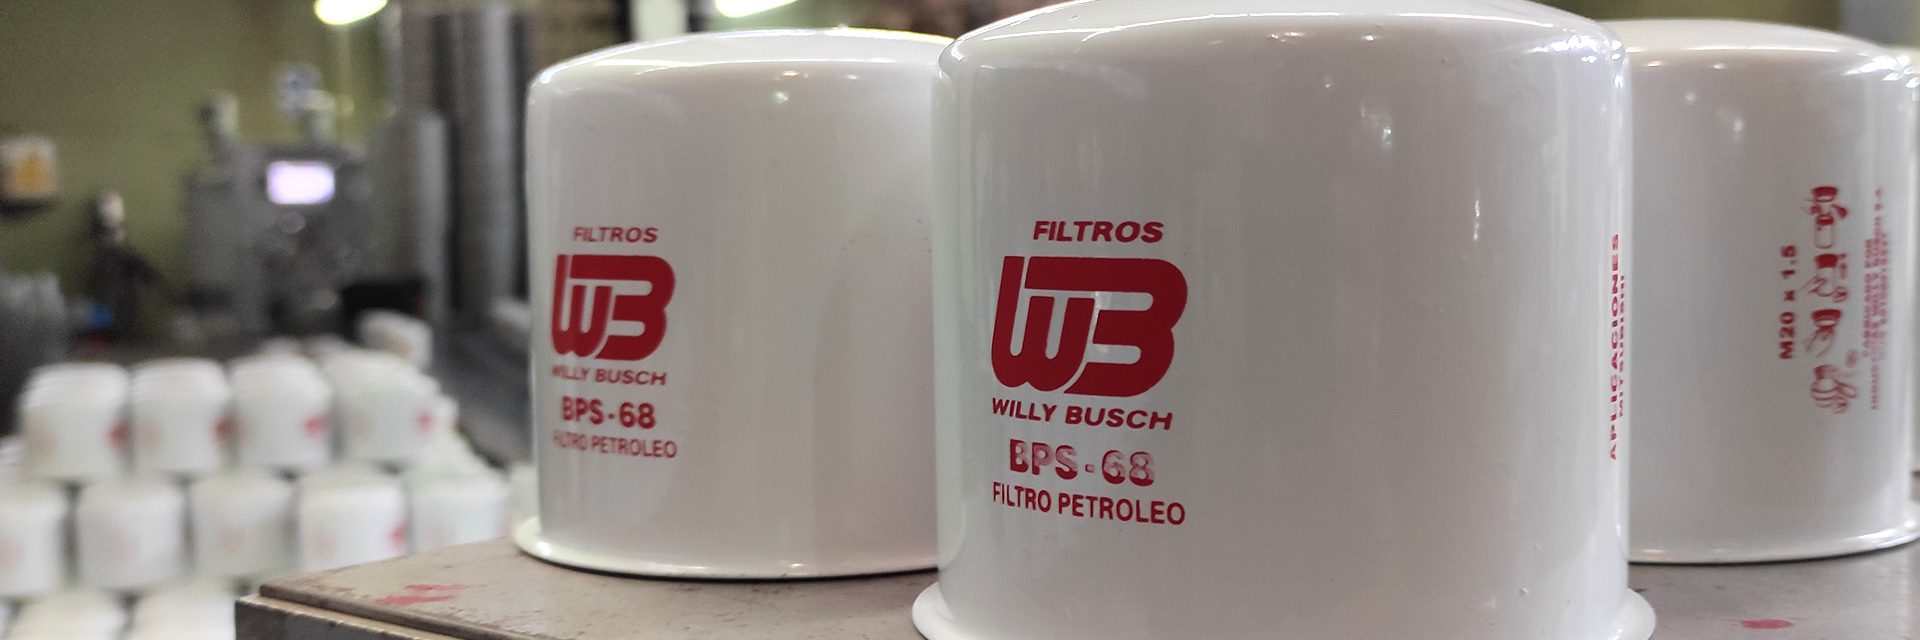 FILTROS
WB
WILLY BUSCH
BPS-68
FILTRO PETROLEO
FILTROS
WB
WILLY BUSCH
BPS-68
FILTRO PETROLEO
APLICACIONES
M20 x 1.5